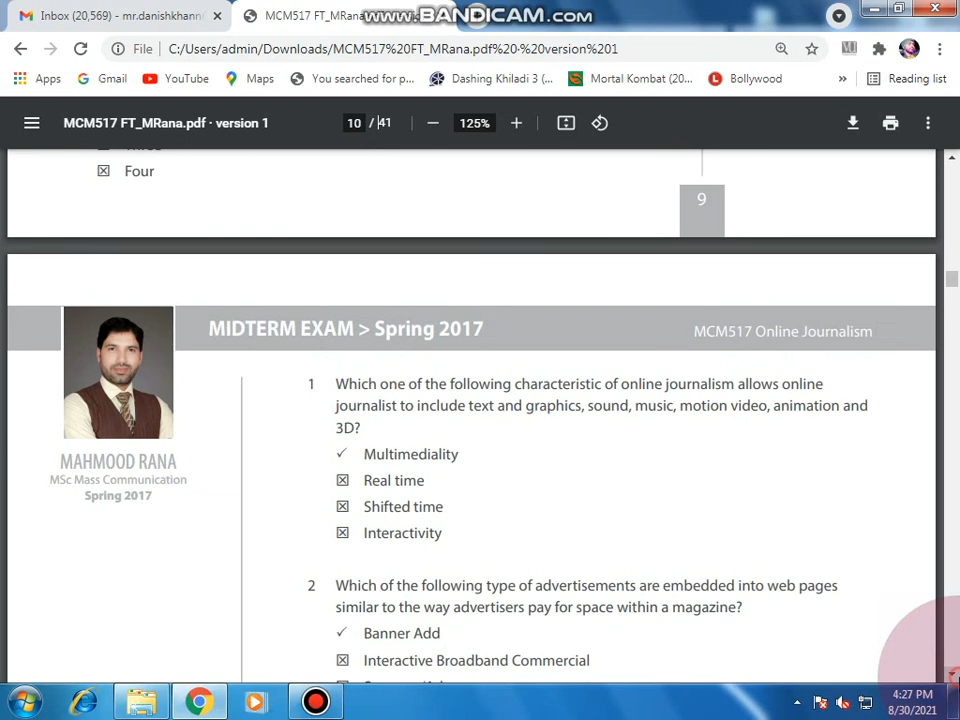 Inbox (20,569) - mr.danishkhann
MCM517 FT_MRana
WWW.BANDICAM.COM
File
C:/Users/admin/Downloads/MCM517%20FT_MRana.pdf%20·%20version%201
Apps
Gmail
YouTube
Maps
You searched for p...
Dashing Khiladi 3 (...
Mortal Kombat (20...
Bollywood
»
Reading list
MCM517 FT_MRana.pdf · version 1
10 / 41
125%
Four
9
MIDTERM EXAM > Spring 2017
MCM517 Online Journalism
MAHMOOD RANA
MSc Mass Communication
Spring 2017
1 Which one of the following characteristic of online journalism allows online
journalist to include text and graphics, sound, music, motion video, animation and
3D?
✓ Multimediality
☒ Real time
☒ Shifted time
☒ Interactivity
2 Which of the following type of advertisements are embedded into web pages
similar to the way advertisers pay for space within a magazine?
✓ Banner Add
☒ Interactive Broadband Commercial
4:27 PM
8/30/2021